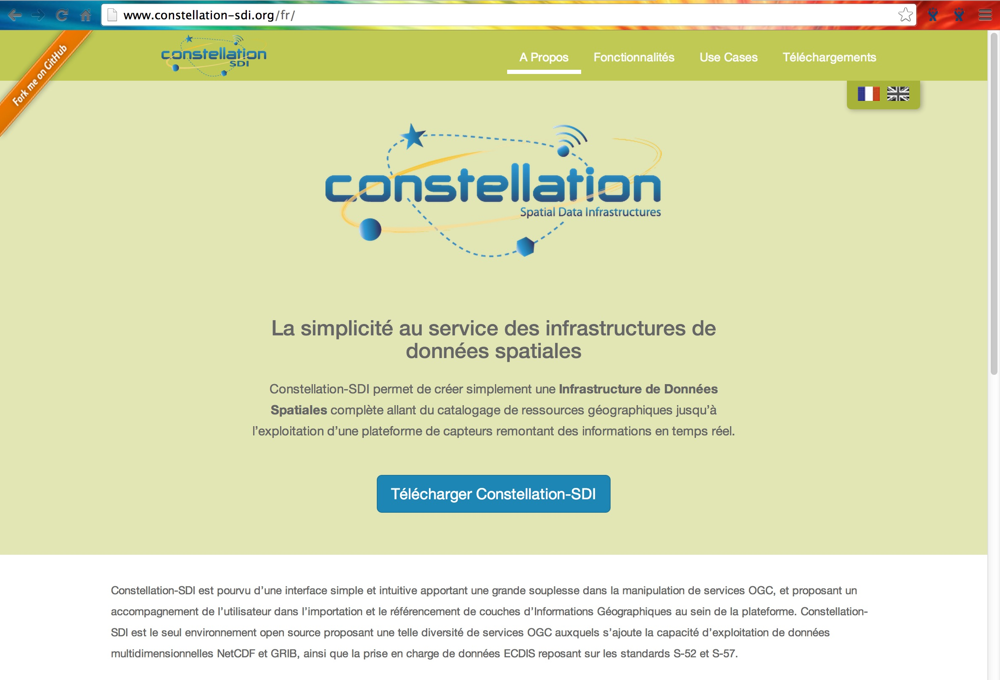 www.constellation-sdi.org/fr/
Fork me on GitHub
constellation
SDI
A Propos Fonctionnalités Use Cases Téléchargements
constellation
Spatial Data Infrastructures
La simplicité au service des infrastructures de
données spatiales
Constellation-SDI permet de créer simplement une Infrastructure de Données
Spatiales complète allant du catalogage de ressources géographiques jusqu’à
l’exploitation d’une plateforme de capteurs remontant des informations en temps réel.
Télécharger Constellation-SDI
Constellation-SDI est pourvu d’une interface simple et intuitive apportant une grande souplesse dans la manipulation de services OGC, et proposant un
accompagnement de l’utilisateur dans l’importation et le référencement de couches d’Informations Géographiques au sein de la plateforme. Constellation-
SDI est le seul environnement open source proposant une telle diversité de services OGC auxquels s’ajoute la capacité d’exploitation de données
multidimensionnelles NetCDF et GRIB, ainsi que la prise en charge de données ECDIS reposant sur les standards S-52 et S-57.